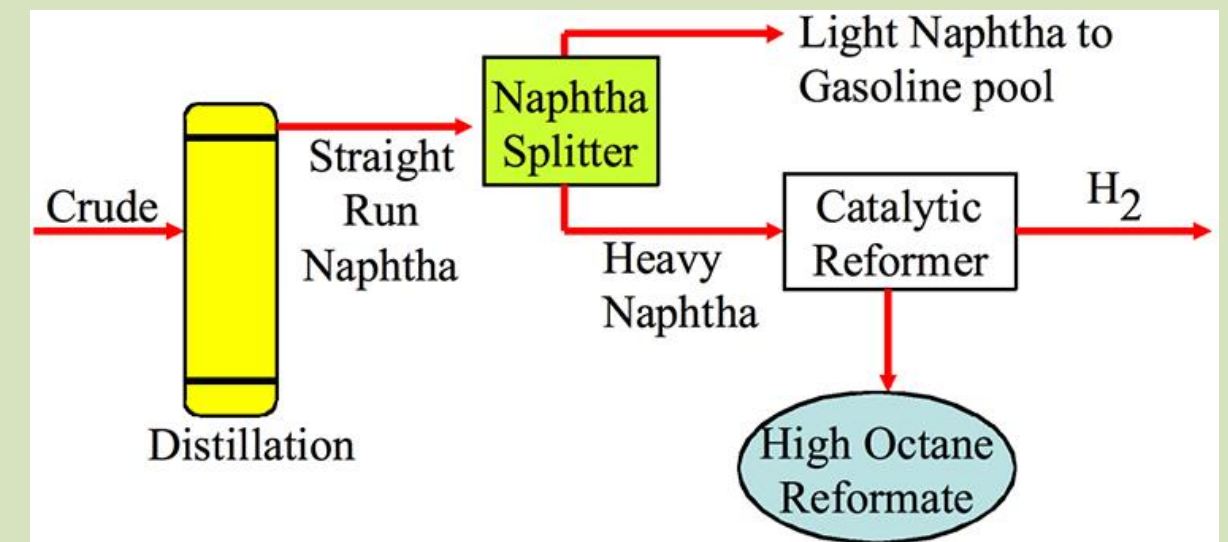 Light Naphtha to
Gasoline pool
Naphtha
Splitter
Straight
Run
Naphtha
Crude
Catalytic
Reformer
H2
Heavy
Naphtha
Distillation
High Octane
Reformate